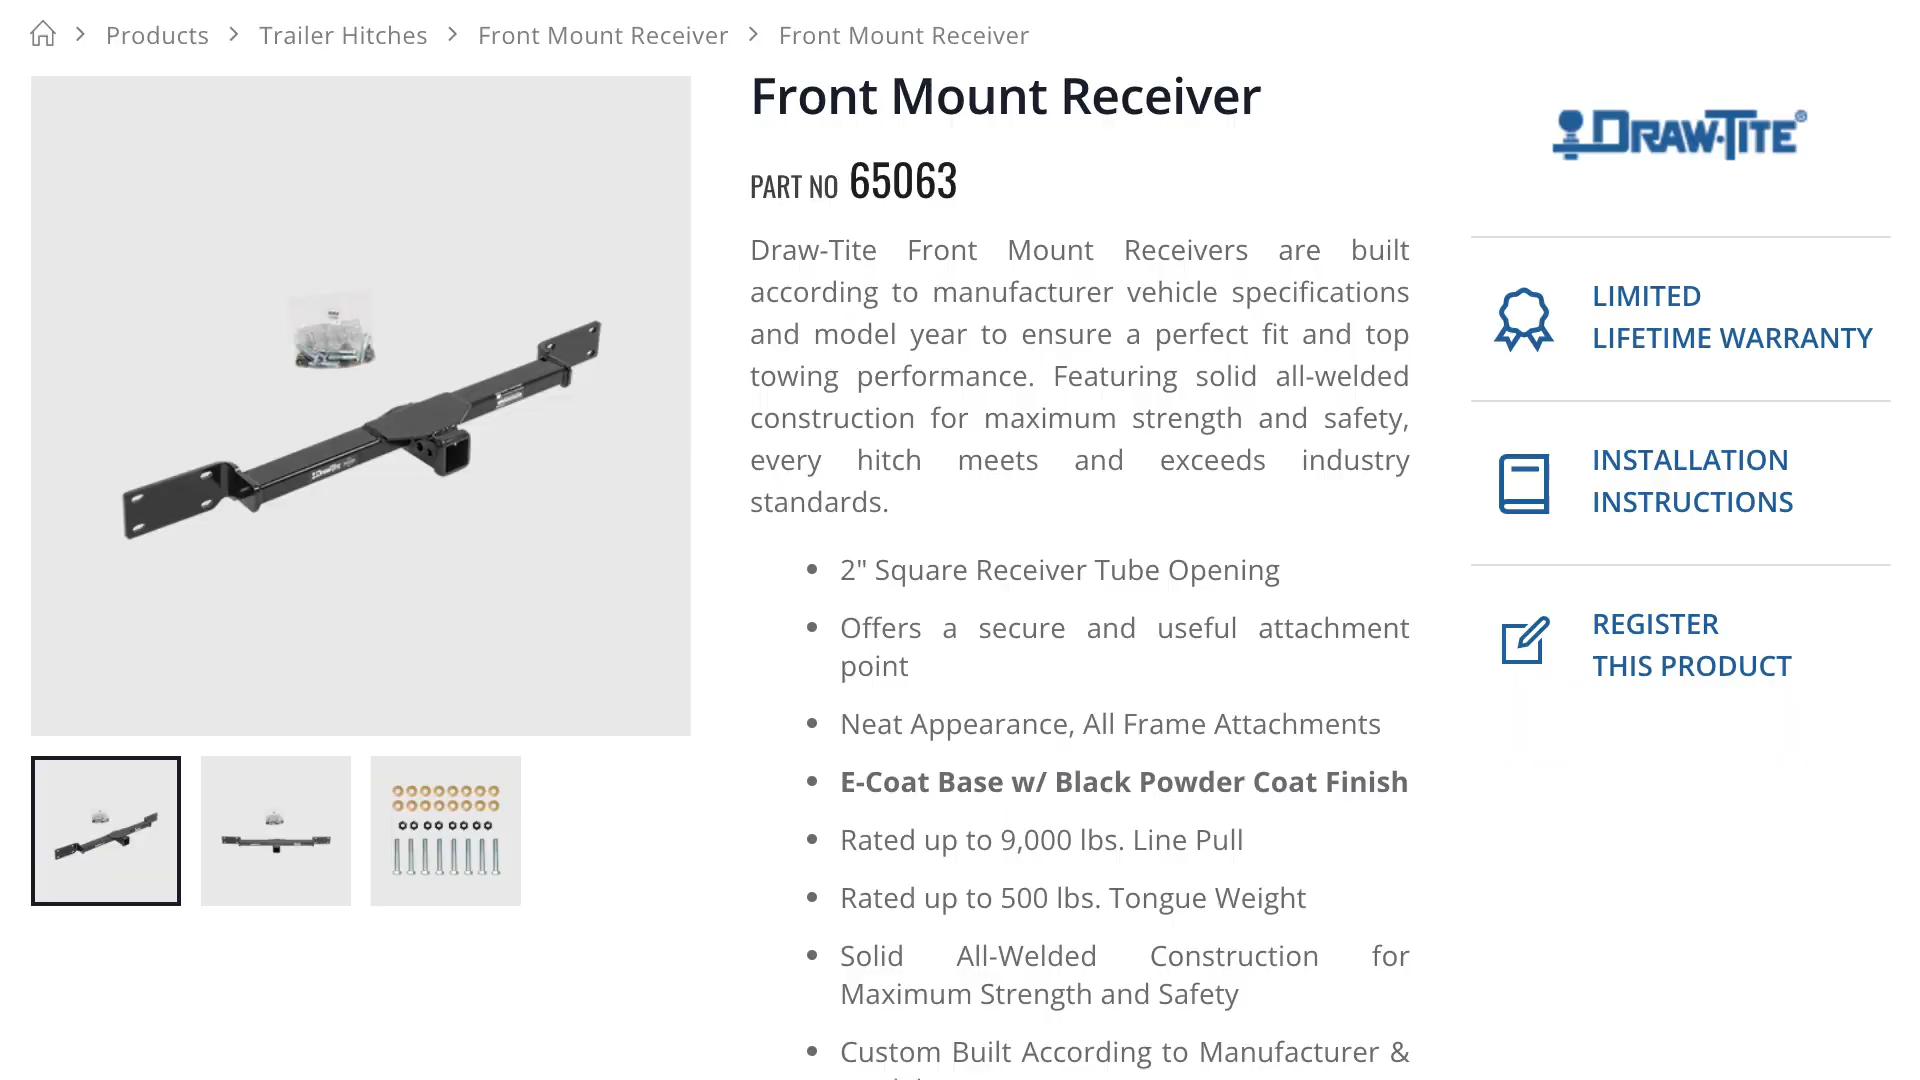 Products > Trailer Hitches > Front Mount Receiver > Front Mount Receiver
Front Mount Receiver
PART NO 65063
Draw-Tite Front Mount Receivers are built
according to manufacturer vehicle specifications
and model year to ensure a perfect fit and top
towing performance. Featuring solid all-welded
construction for maximum strength and safety,
every hitch meets and exceeds industry
standards.
• 2" Square Receiver Tube Opening
• Offers a secure and useful attachment
point
• Neat Appearance, All Frame Attachments
• E-Coat Base w/ Black Powder Coat Finish
• Rated up to 9,000 lbs. Line Pull
• Rated up to 500 lbs. Tongue Weight
• Solid All-Welded Construction for
Maximum Strength and Safety
• Custom Built According to Manufacturer &
DRAW-TITE®
LIMITED
LIFETIME WARRANTY
INSTALLATION
INSTRUCTIONS
REGISTER
THIS PRODUCT
DrawTite